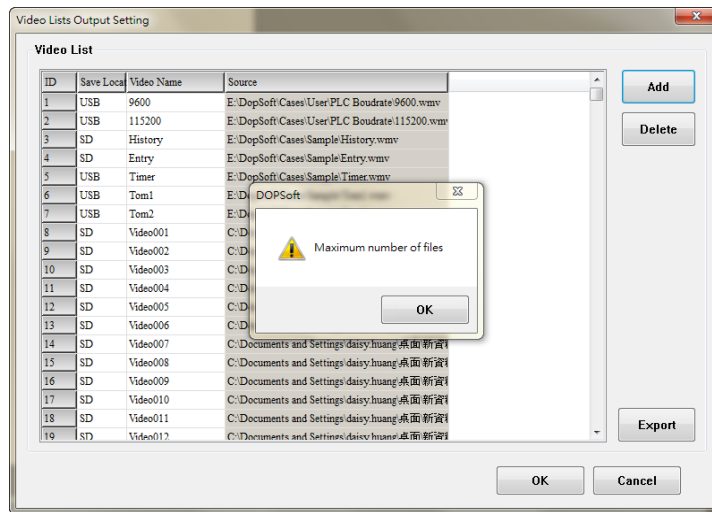 Video Lists Output Setting
Video List
ID Save Locat Video Name Source
1 USB 9600 E:\DopSoft\Cases\User\PLC Boudrate\9600.wmv
2 USB 115200 E:\DopSoft\Cases\User\PLC Boudrate\115200.wm
3 SD History E:\DopSoft\Cases\Sample\History.wmv
4 SD Entry E:\DopSoft\Cases\Sample\Entry.wmv
5 USB Timer E:\DopSoft\Cases\Sample\Timer.wmv
6 USB Tom1
7 USB Tom2
8 SD Video001
9 SD Video002
10 SD Video003
11 SD Video004
12 SD Video005
13 SD Video006
14 SD Video007 C:\Documents and Settings\daisy.huang\桌面\新資
15 SD Video008 C:\Documents and Settings\daisy.huang\桌面\新資
16 SD Video009 C:\Documents and Settings\daisy.huang\桌面\新資
17 SD Video010 C:\Documents and Settings\daisy.huang\桌面\新資
18 SD Video011 C:\Documents and Settings\daisy.huang\桌面\新資
19 SD Video012 C:\Documents and Settings\daisy.huang\桌面\新資
DOPSoft
Maximum number of files
OK
Add
Delete
Export
OK
Cancel